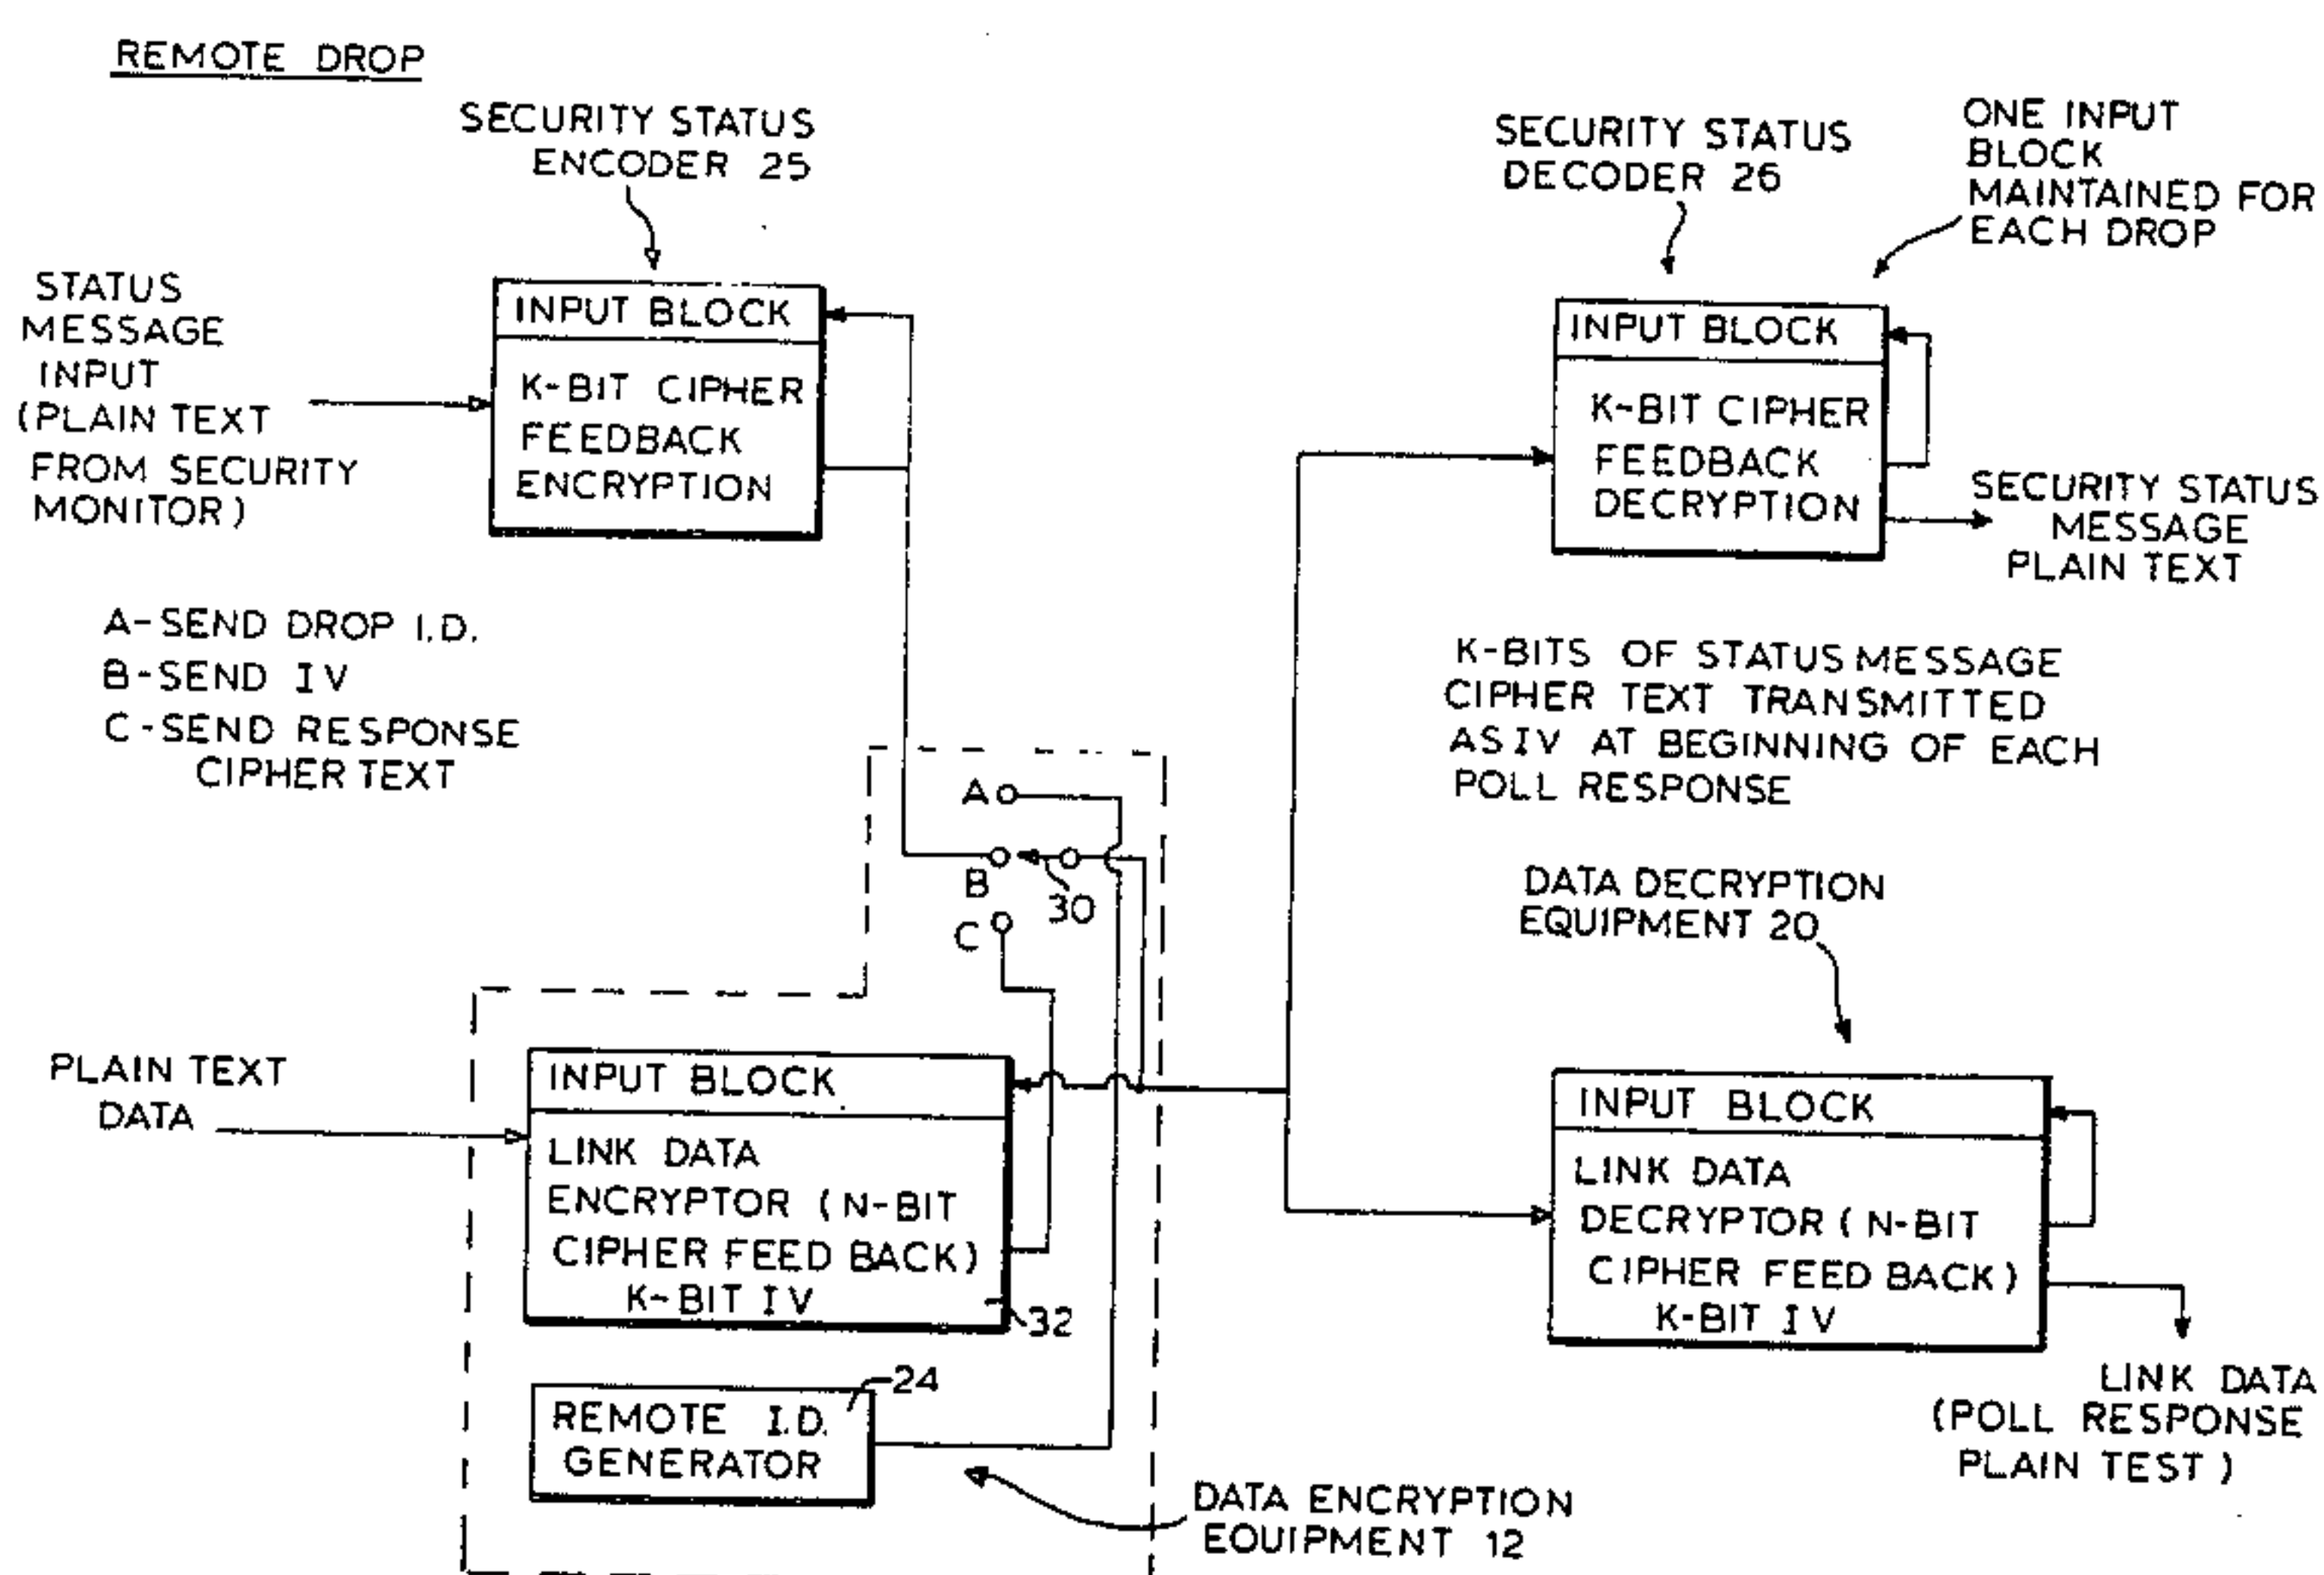 REMOTE DROP
SECURITY STATUS
ENCODER 25
SECURITY STATUS
DECODER 26
ONE INPUT
BLOCK
MAINTAINED FOR
EACH DROP
STATUS
MESSAGE
INPUT
(PLAIN TEXT
FROM SECURITY
MONITOR)
INPUT BLOCK
K-BIT CIPHER
FEEDBACK
ENCRYPTION
INPUT BLOCK
K-BIT CIPHER
FEEDBACK
DECRYPTION
SECURITY STATUS
MESSAGE
PLAIN TEXT
A-SEND DROP I.D.
B-SEND IV
C-SEND RESPONSE
CIPHER TEXT
K-BITS OF STATUS MESSAGE
CIPHER TEXT TRANSMITTED
AS IV AT BEGINNING OF EACH
POLL RESPONSE
A
B
30
C
DATA DECRYPTION
EQUIPMENT 20
PLAIN TEXT
DATA
INPUT BLOCK
LINK DATA
ENCRYPTOR (N-BIT
CIPHER FEED BACK)
K-BIT IV
32
INPUT BLOCK
LINK DATA
DECRYPTOR (N-BIT
CIPHER FEED BACK)
K-BIT IV
24
REMOTE I.D.
GENERATOR
LINK DATA
(POLL RESPONSE
PLAIN TEST)
DATA ENCRYPTION
EQUIPMENT 12